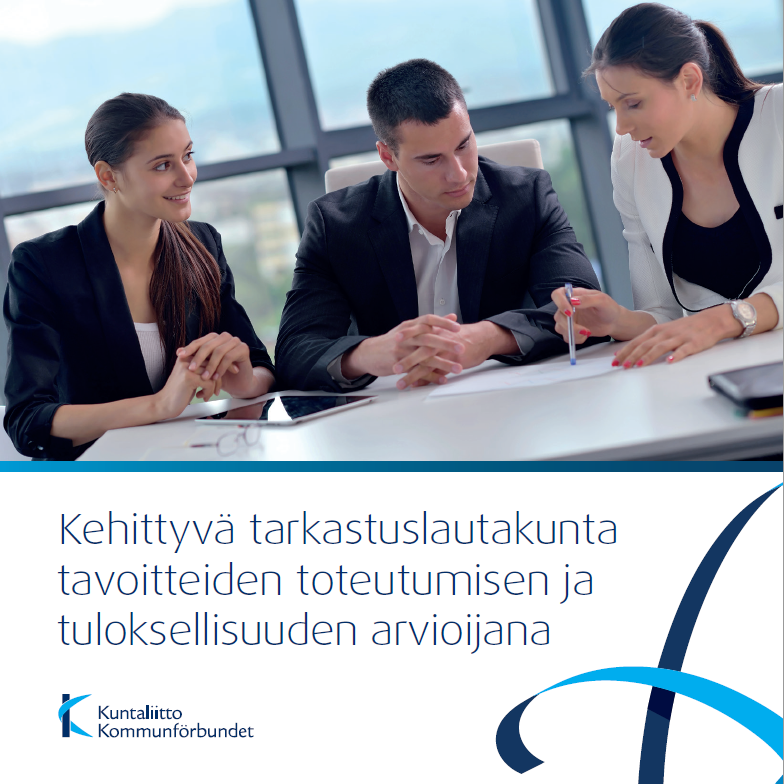 Kehittyvä tarkastuslautakunta
tavoitteiden toteutumisen ja
tuloksellisuuden arvioijana
Kuntaliitto
Kommunförbundet